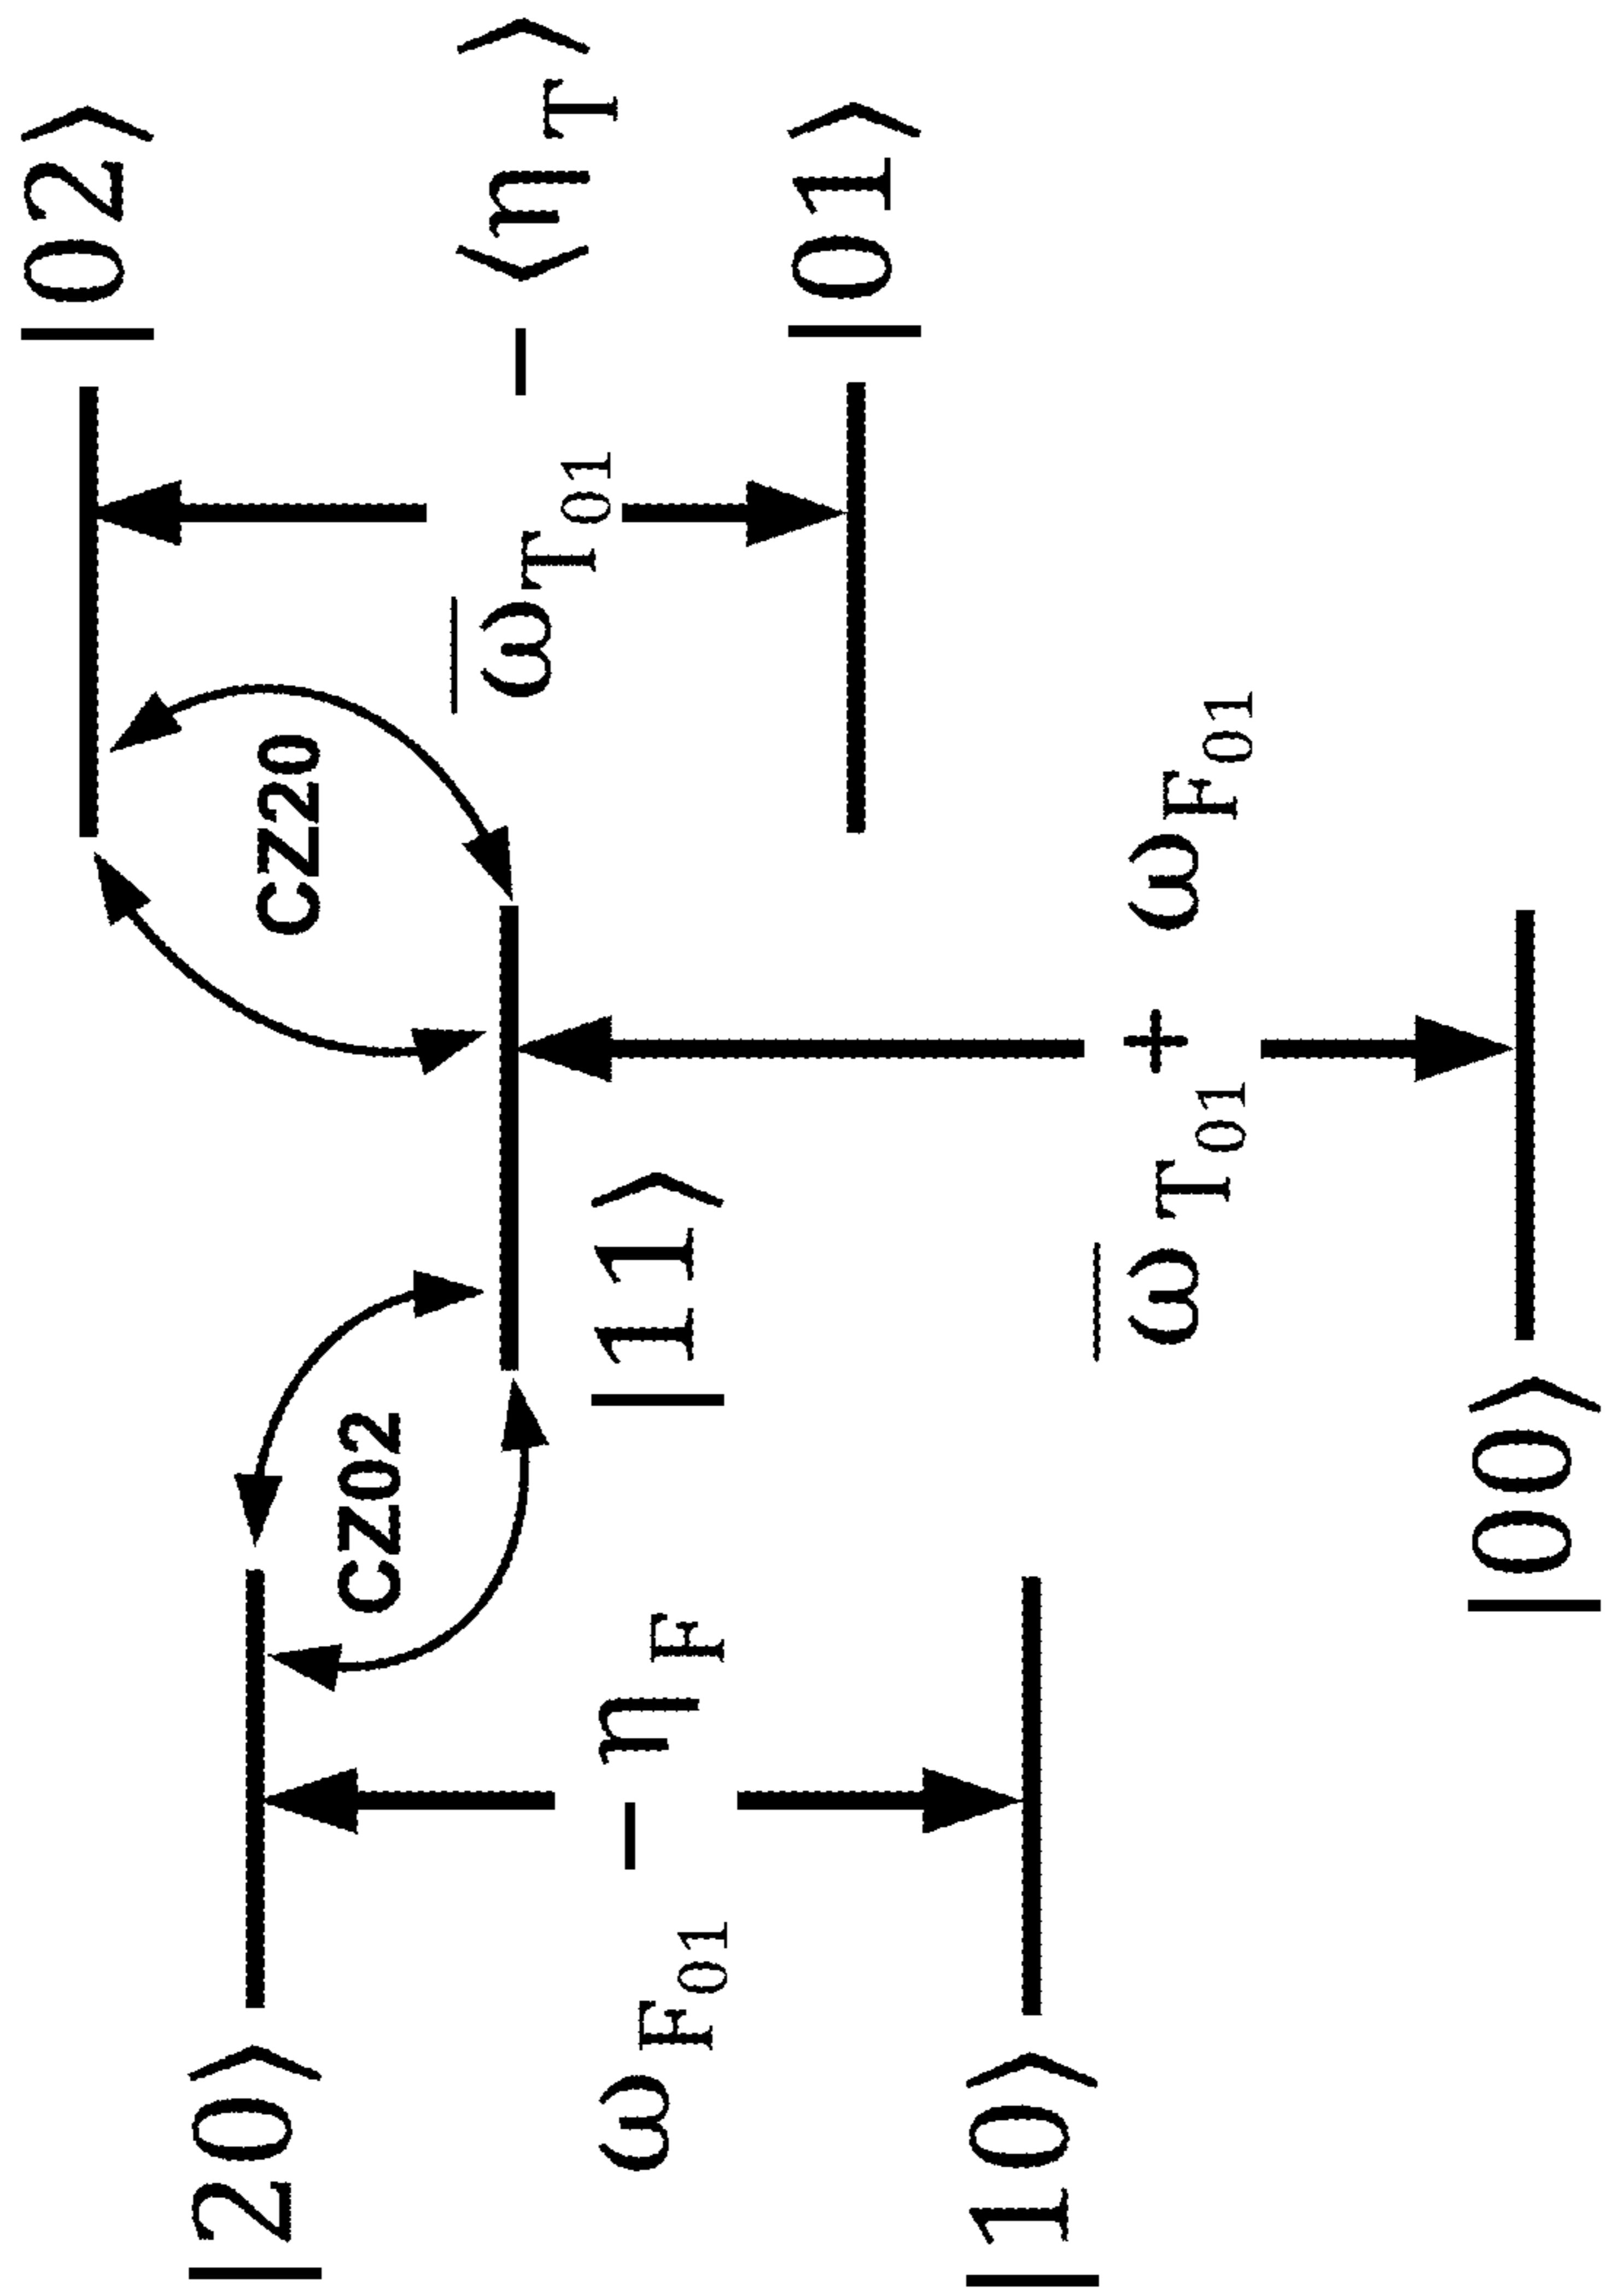 |02⟩
|20⟩
CZ20
CZ02
ω̅T01 − ⟨ηT⟩
ωF01 − ηF
|11⟩
|01⟩
|10⟩
ω̅T01 + ωF01
|00⟩